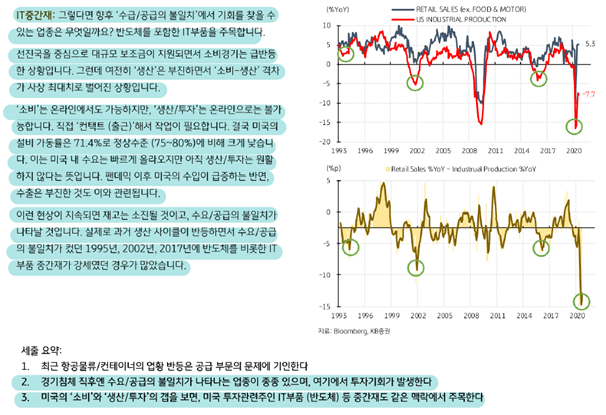 IT중간재: 그렇다면 향후 '수급/공급의 불일치'에서 기회를 찾을 수
있는 업종은 무엇일까요? 반도체를 포함한 IT부품을 주목합니다.
선진국을 중심으로 대규모 보조금이 지원되면서 소비경기는 급반등
한 상황입니다. 그런데 여전히 '생산'은 부진하면서 '소비-생산' 격차
가 사상 최대치로 벌어진 상황입니다.
'소비'는 온라인에서도 가능하지만, '생산/투자'는 온라인으로는 불가
능합니다. 직접 '컨택트 (출근)'해서 작업이 필요합니다. 결국 미국의
설비 가동률은 71.4%로 정상수준 (75~80%)에 비해 크게 낮습니
다. 이는 미국 내 수요는 빠르게 올라오지만 아직 생산/투자는 원활
하지 않다는 뜻입니다. 팬데믹 이후 미국의 수입이 급증하는 반면,
수출은 부진한 것도 이와 관련됩니다.
이런 현상이 지속되면 재고는 소진될 것이고, 수요/공급의 불일치가
나타날 것입니다. 실제로 과거 생산 사이클이 반등하면서 수요/공급
의 불일치가 컸던 1995년, 2002년, 2017년에 반도체를 비롯한 IT
부품 중간재가 강세였던 경우가 많았습니다.
(%YoY)
RETAIL SALES (ex. FOOD & MOTOR)
US INDUSTRIAL PRODUCTION
15
10
5
0
-5
-10
-15
-20
5.3
-7.7
1993 1996 1999 2002 2005 2008 2011 2014 2017 2020
(%p)
Retail Sales %YoY - Industrual Production %YoY
5
0
-5
-10
-15
1993 1996 1999 2002 2005 2008 2011 2014 2017 2020
자료: Bloomberg, KB증권
세줄 요약:
1. 최근 항공물류/컨테이너의 업황 반등은 공급 부문의 문제에 기인한다
2. 경기침체 직후엔 수요/공급의 불일치가 나타나는 업종이 종종 있으며, 여기에서 투자기회가 발생한다
3. 미국의 '소비'와 '생산/투자'의 갭을 보면, 미국 투자관련주인 IT부품 (반도체) 등 중간재도 같은 맥락에서 주목한다